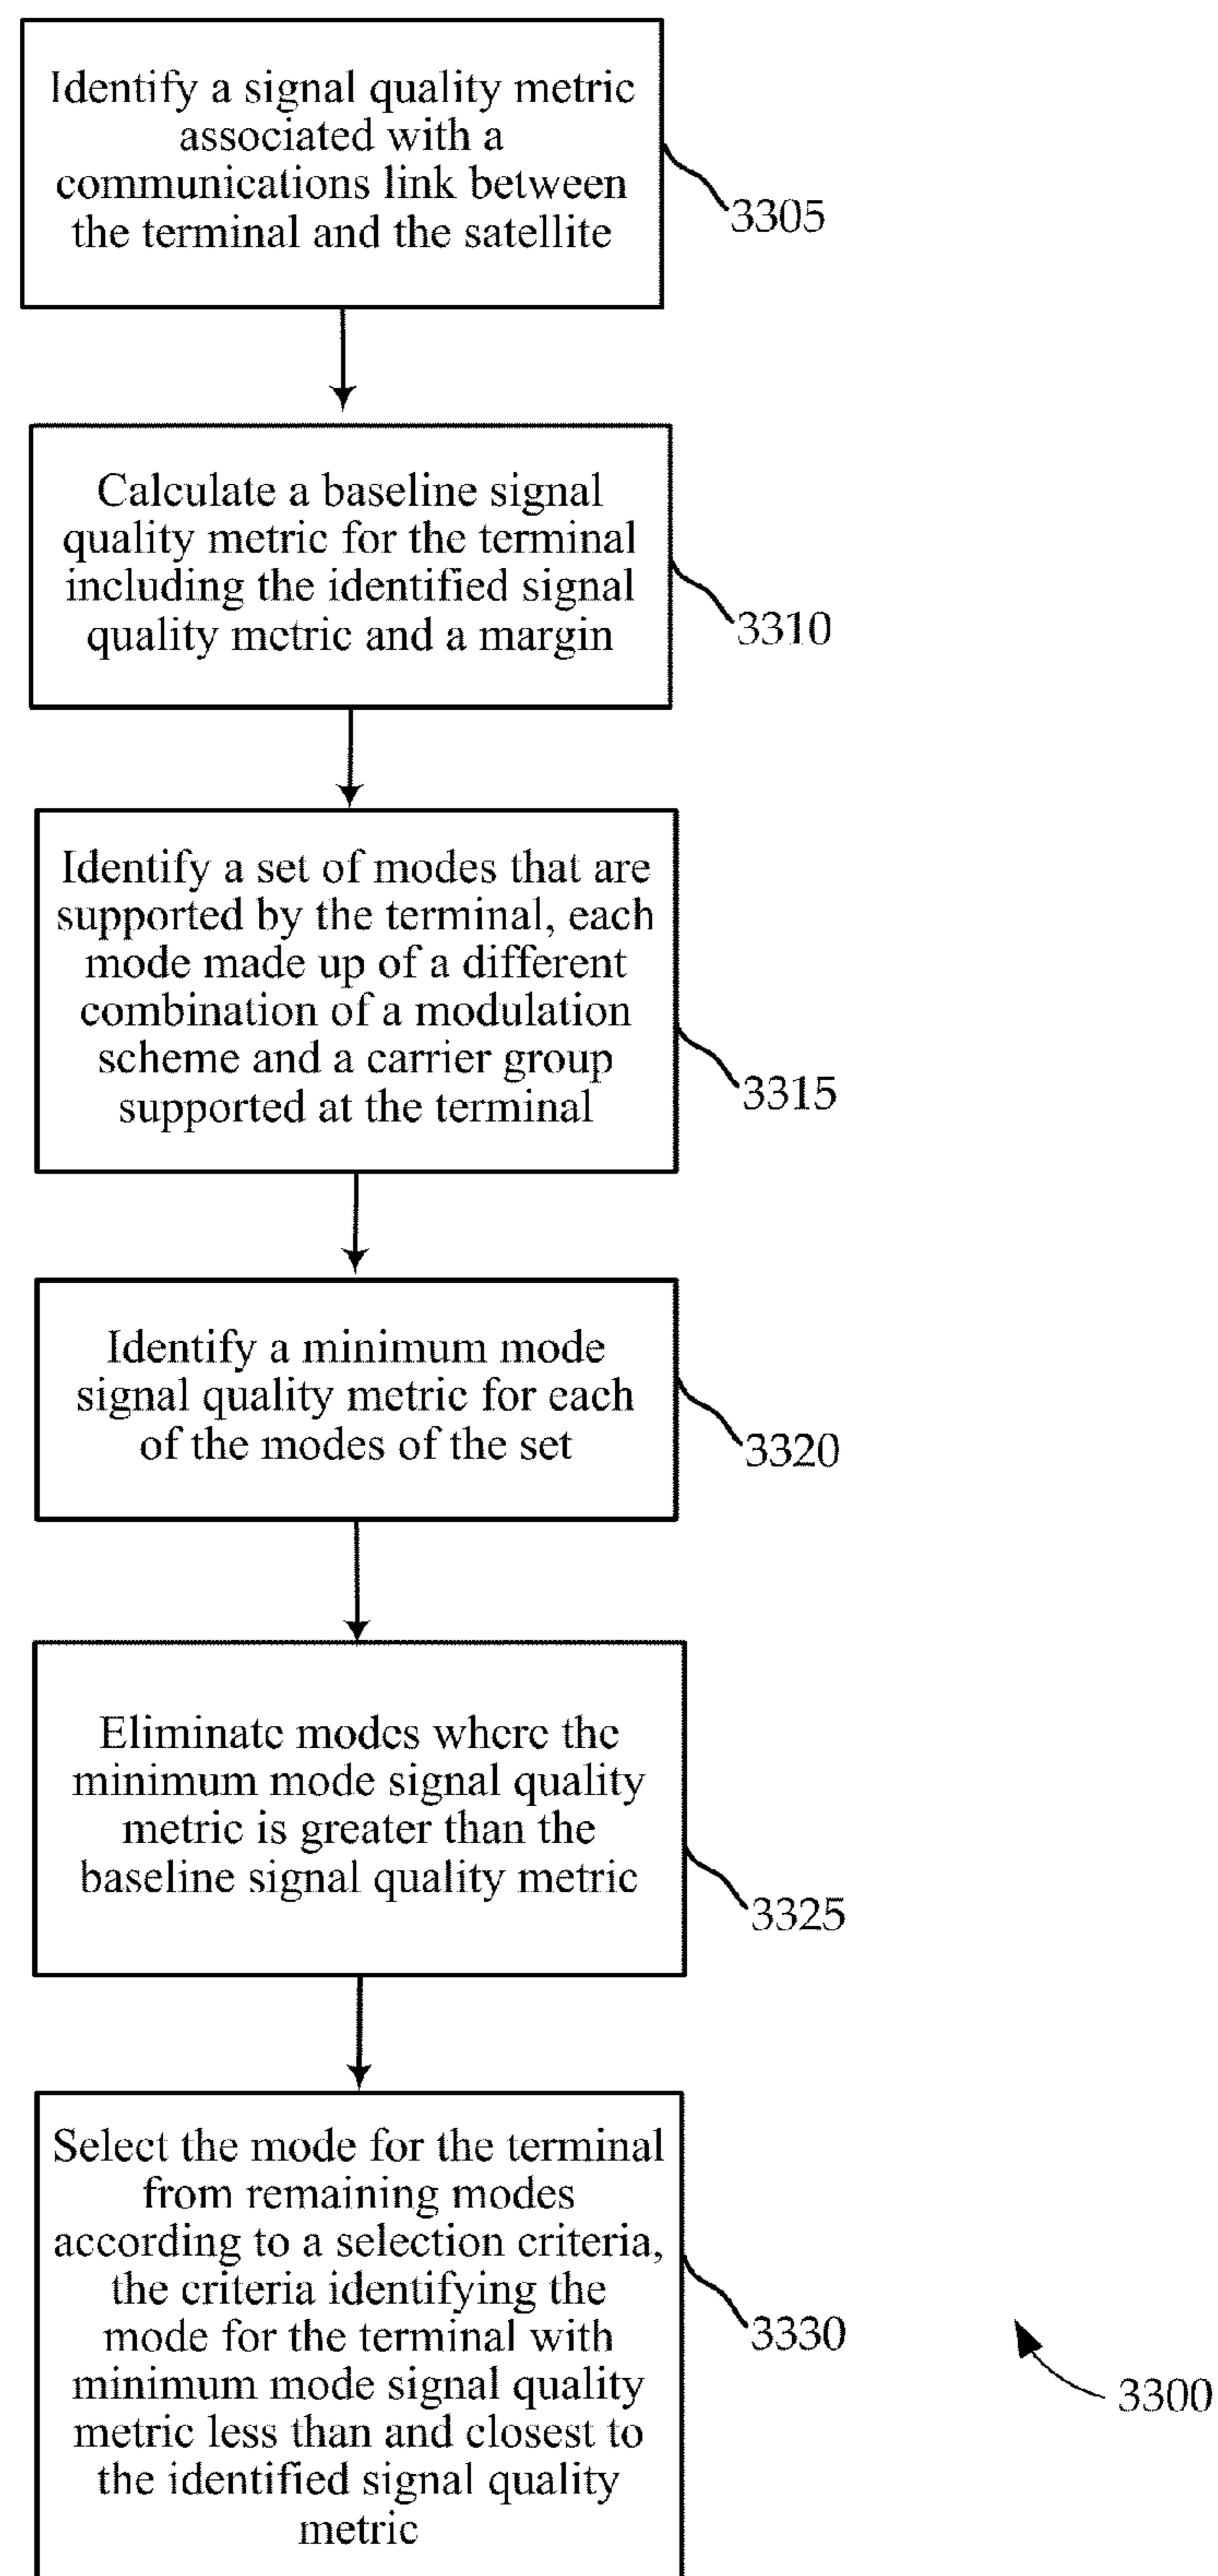 Identify a signal quality metric
associated with a
communications link between
the terminal and the satellite
3305
Calculate a baseline signal
quality metric for the terminal
including the identified signal
quality metric and a margin
3310
Identify a set of modes that are
supported by the terminal, each
mode made up of a different
combination of a modulation
scheme and a carrier group
supported at the terminal
3315
Identify a minimum mode
signal quality metric for each
of the modes of the set
3320
Eliminate modes where the
minimum mode signal quality
metric is greater than the
baseline signal quality metric
3325
Select the mode for the terminal
from remaining modes
according to a selection criteria,
the criteria identifying the
mode for the terminal with
minimum mode signal quality
metric less than and closest to
the identified signal quality
metric
3330
3300